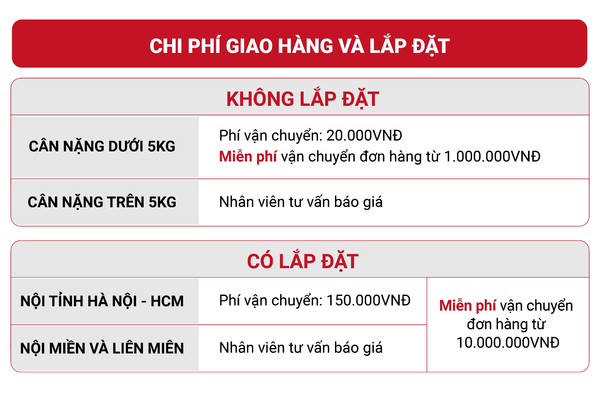 CHI PHÍ GIAO HÀNG VÀ LẮP ĐẶT
KHÔNG LẮP ĐẶT
CÂN NẶNG DƯỚI 5KG
Phí vận chuyển: 20.000VNĐ
Miễn phí vận chuyển đơn hàng từ 1.000.000VNĐ
CÂN NẶNG TRÊN 5KG
Nhân viên tư vấn báo giá
CÓ LẮP ĐẶT
NỘI TỈNH HÀ NỘI - HCM
Phí vận chuyển: 150.000VNĐ
NỘI MIỀN VÀ LIÊN MIÊN
Nhân viên tư vấn báo giá
Miễn phí vận chuyển
đơn hàng từ
10.000.000VNĐ